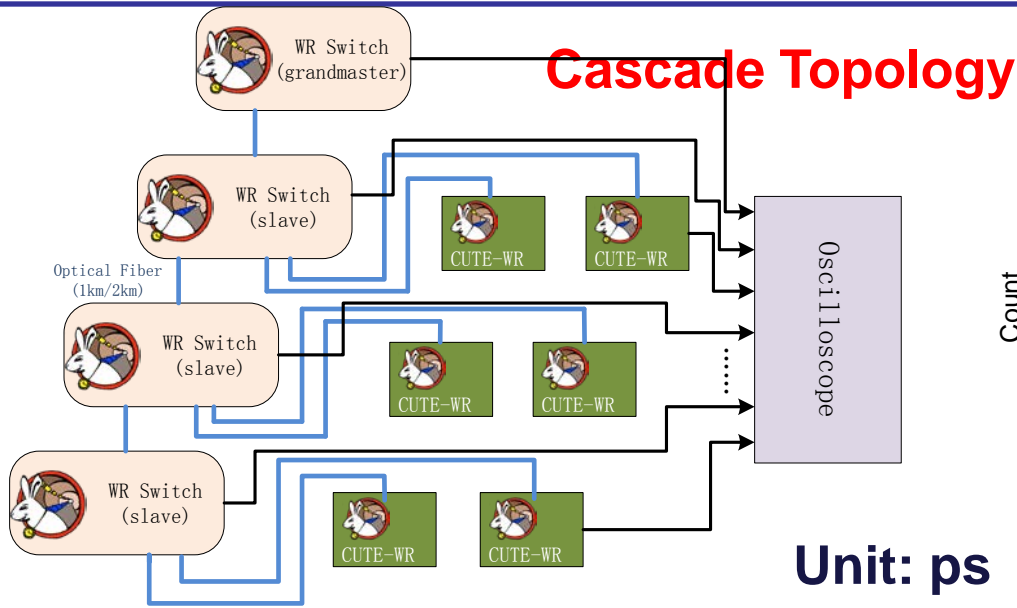 Cascade Topology
WR Switch
(grandmaster)
WR Switch
(slave)
CUTE-WR
CUTE-WR
Optical Fiber
(1km/2km)
WR Switch
(slave)
CUTE-WR
CUTE-WR
WR Switch
(slave)
CUTE-WR
CUTE-WR
Oscilloscope
......
Count
Unit: ps